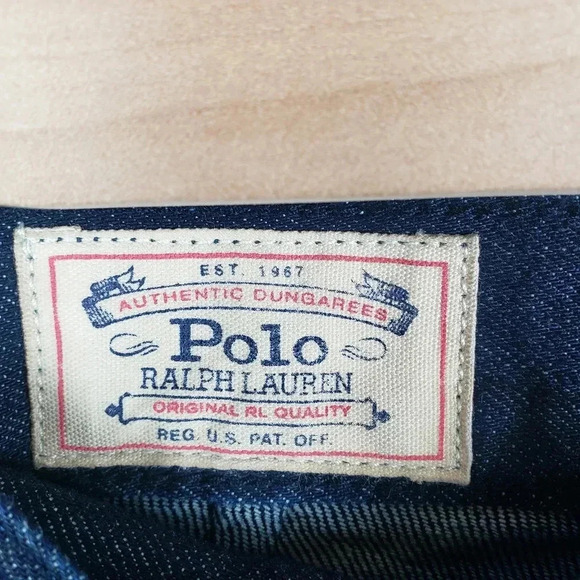 EST. 1967
AUTHENTIC DUNGAREES
Polo
RALPH LAUREN
ORIGINAL RL QUALITY
REG. U.S. PAT. OFF.